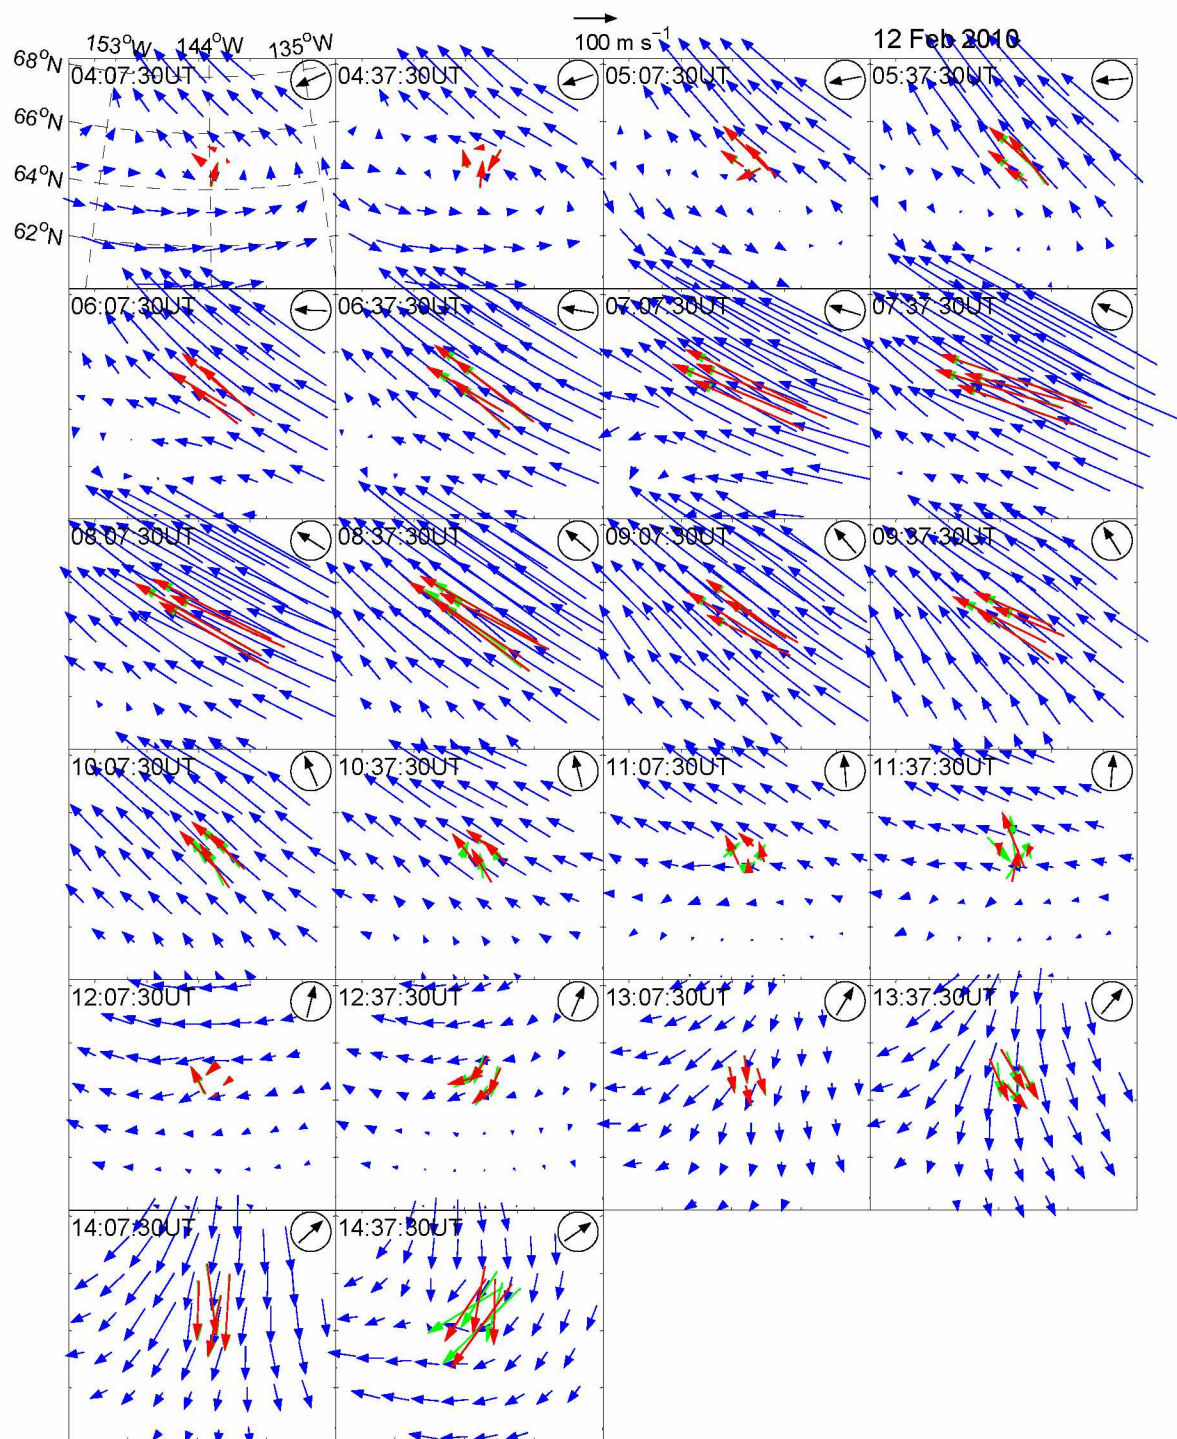 153°W 144°W 135°W
100 m s⁻¹
12 Feb 2010
68°N
66°N
64°N
62°N
04:07:30UT 04:37:30UT 05:07:30UT 05:37:30UT
06:07:30UT 06:37:30UT 07:07:30UT 07:37:30UT
08:07:30UT 08:37:30UT 09:07:30UT 09:37:30UT
10:07:30UT 10:37:30UT 11:07:30UT 11:37:30UT
12:07:30UT 12:37:30UT 13:07:30UT 13:37:30UT
14:07:30UT 14:37:30UT